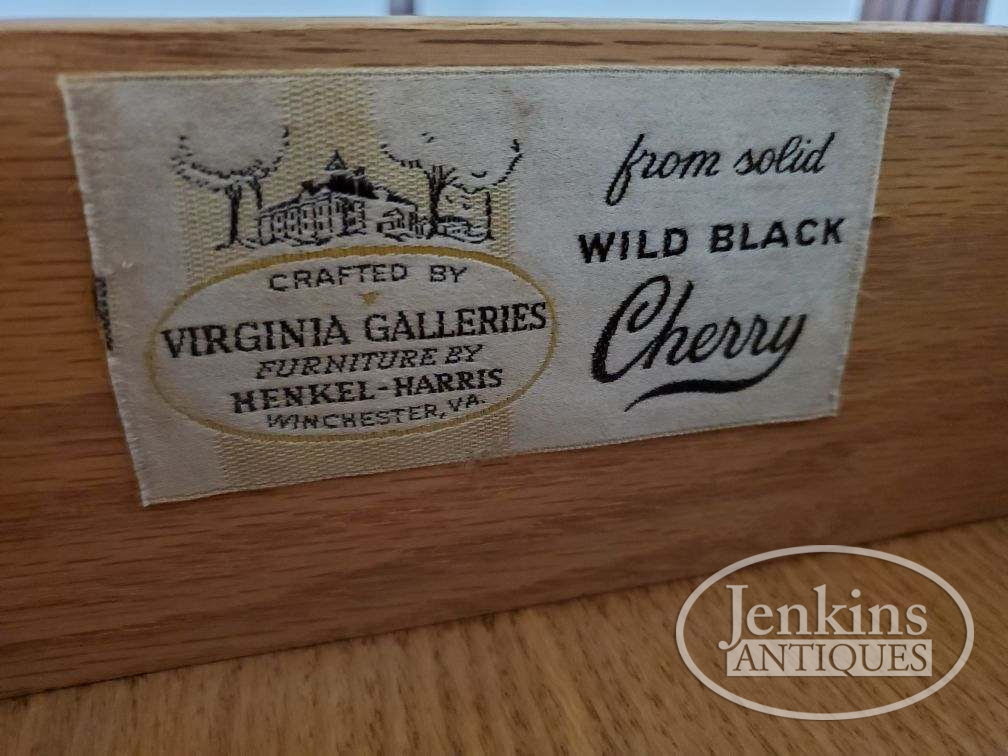 CRAFTED BY
VIRGINIA GALLERIES
FURNITURE BY
HENKEL-HARRIS
WINCHESTER, VA.
from solid
WILD BLACK
Cherry
Jenkins
ANTIQUES